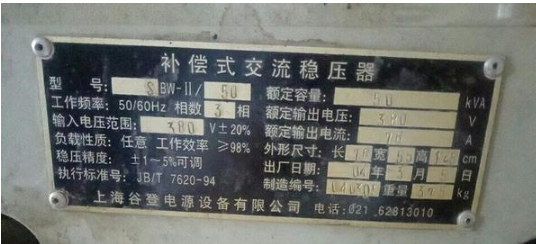 补偿式交流稳压器
型 号: SBW-II/50 额定容量: 50 kVA
工作频率: 50/60Hz 相数 3 相 额定输出电压: 380 V
输入电压范围: 380 V±20% 额定输出电流: A
负载性质: 任意 工作效率 ≥98% 外形尺寸: 长 宽 55 高 cm
稳压精度: ±1~5%可调 出厂日期: 04 年 3 月 日
执行标准号: JB/T 7620-94 制造编号: 重量 kg
上海谷登电源设备有限公司 电话: 021 62813010